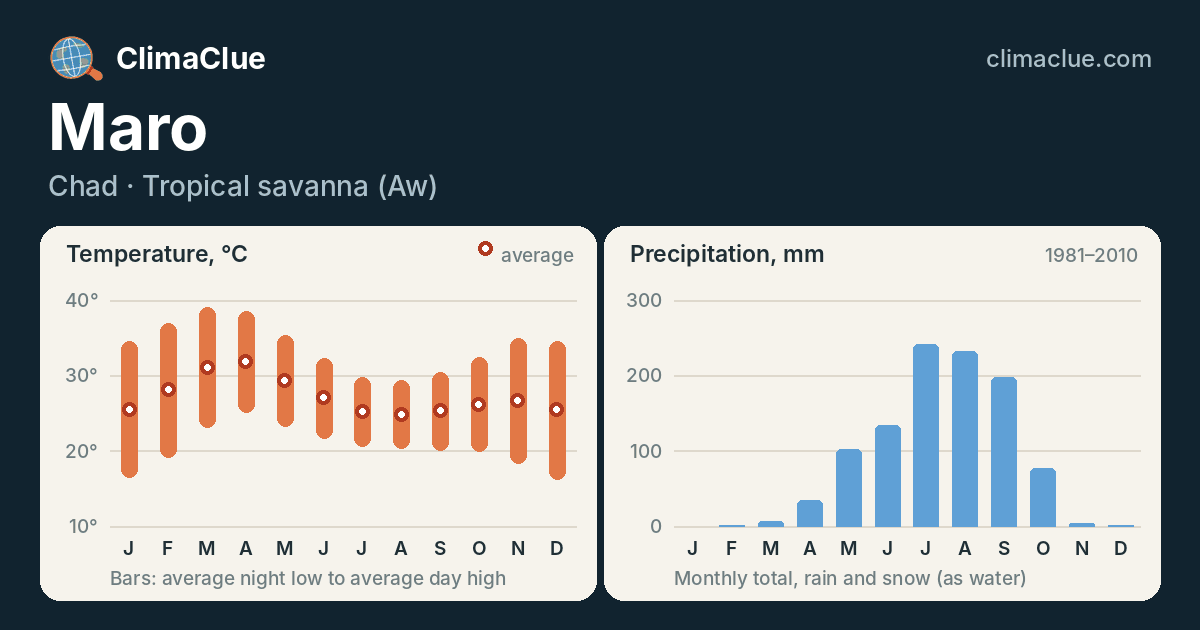 ClimaClue
climaclue.com
Maro
Chad · Tropical savanna (Aw)
Temperature, °C
average
40°
30°
20°
10°
J F M A M J J A S O N D
Bars: average night low to average day high
Precipitation, mm
1981–2010
300
200
100
0
J F M A M J J A S O N D
Monthly total, rain and snow (as water)